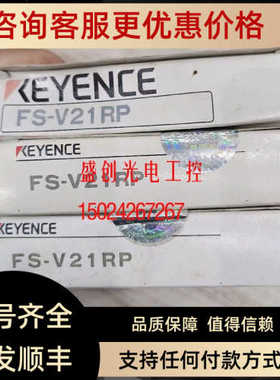 咨询客服更优惠价格
KEYENCE
FS-V21RP
KEYENCE
盛创光电工控
FS-V21RP
15024267267
KEYENCE
FS-V21RP
号齐全
品质保障 值得信赖
发顺丰
支持任何付款方式